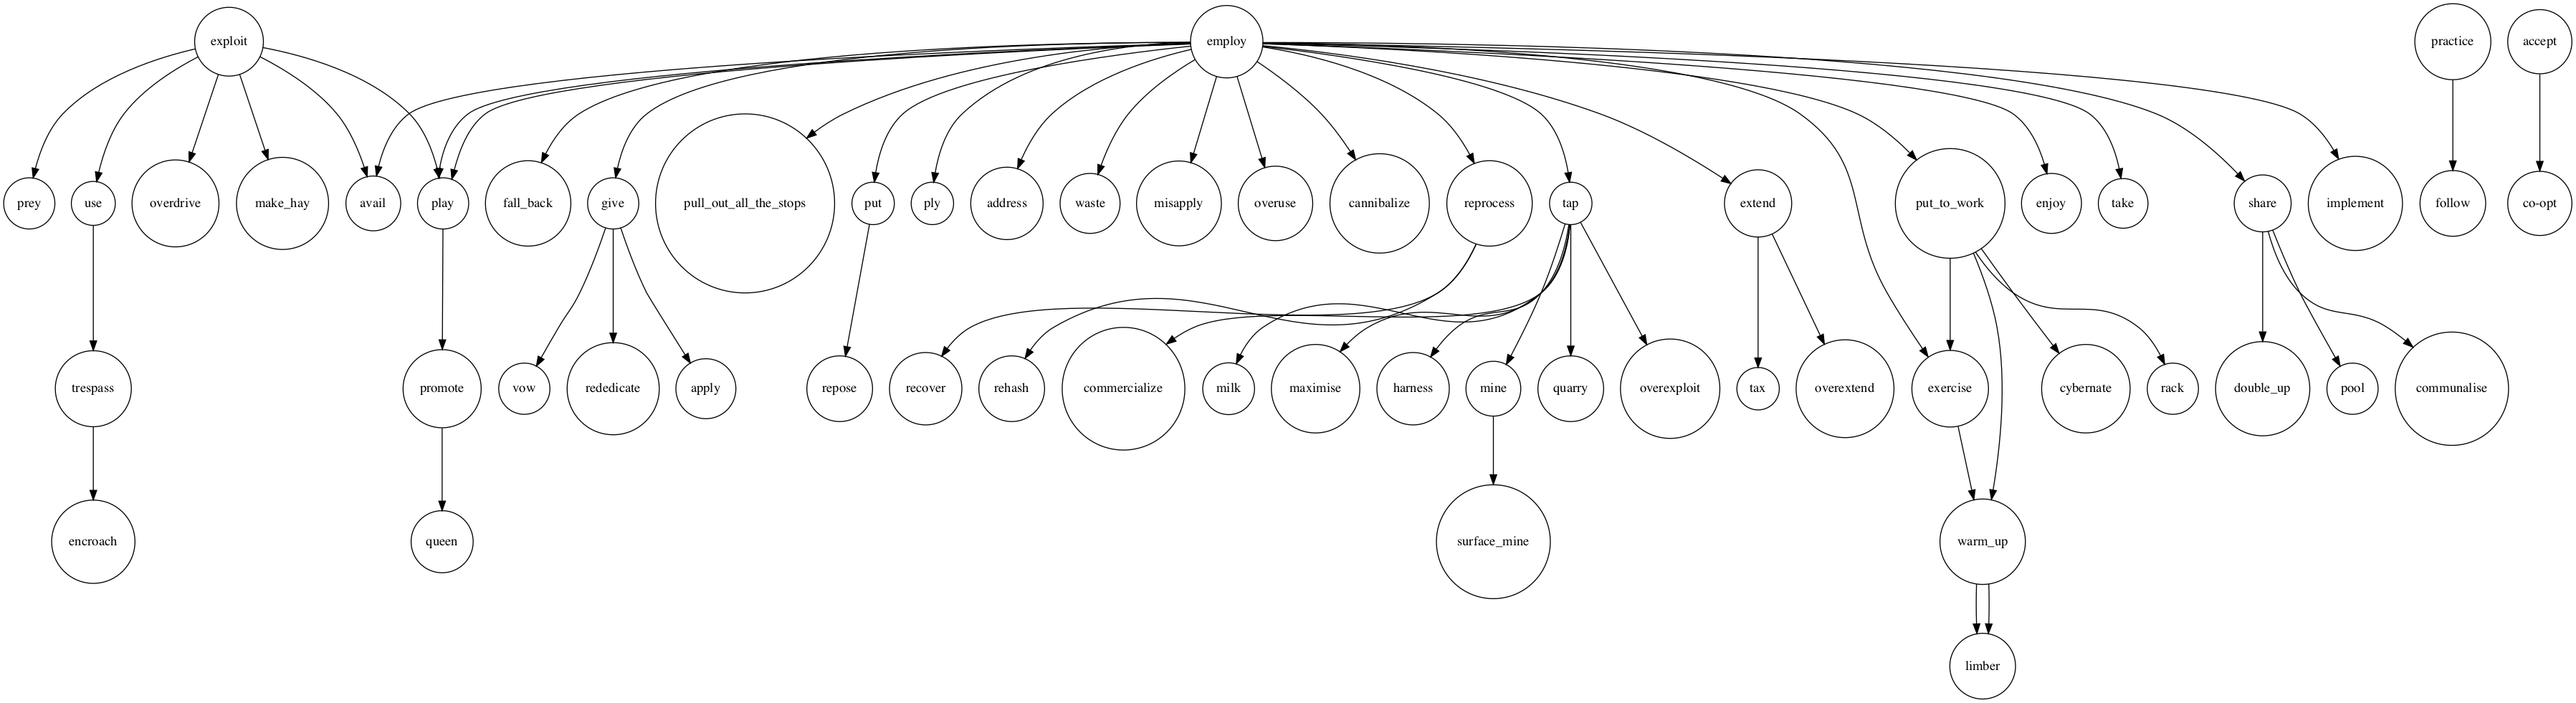 exploit
employ
practice
accept
prey
use
overdrive
make_hay
avail
play
fall_back
give
pull_out_all_the_stops
put
ply
address
waste
misapply
overuse
cannibalize
reprocess
tap
extend
put_to_work
enjoy
take
share
implement
follow
co-opt
trespass
promote
vow
rededicate
apply
repose
recover
rehash
commercialize
milk
maximise
harness
mine
quarry
overexploit
tax
overextend
exercise
cybernate
rack
double_up
pool
communalise
encroach
queen
surface_mine
warm_up
limber